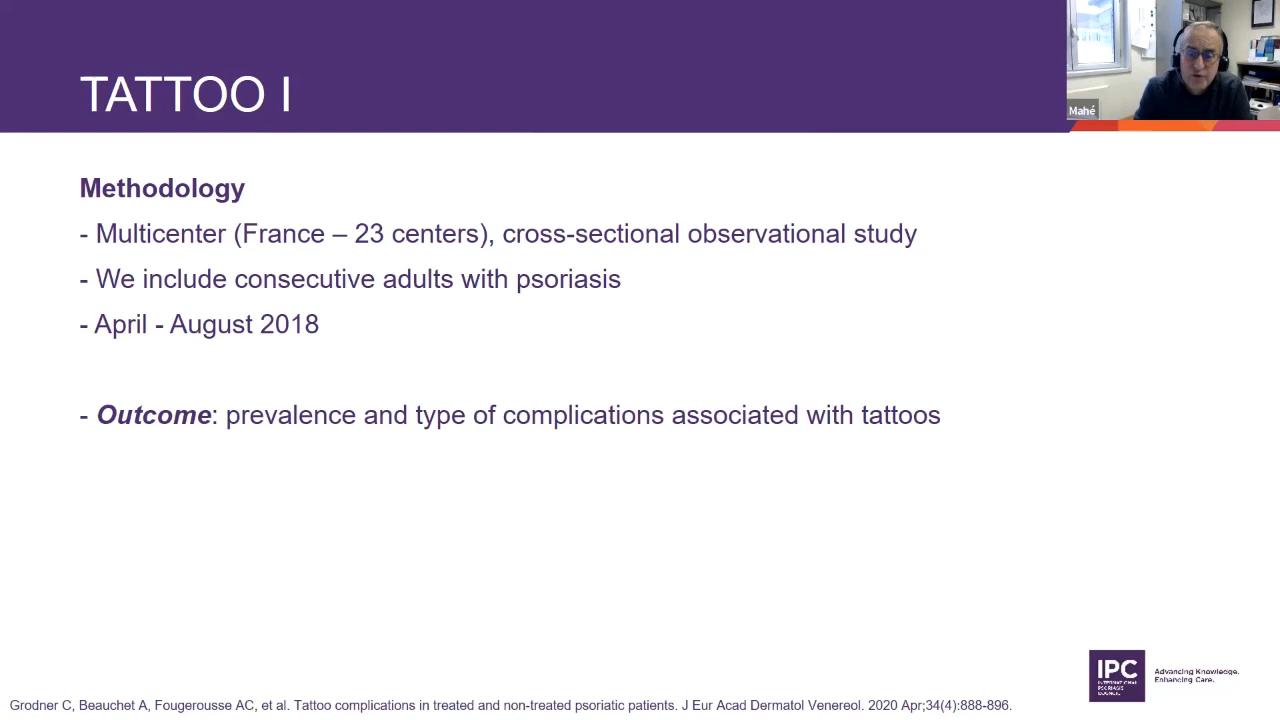 TATTOO I
Mahé
Methodology
- Multicenter (France – 23 centers), cross-sectional observational study
- We include consecutive adults with psoriasis
- April - August 2018
- Outcome: prevalence and type of complications associated with tattoos
IPC
INTERNATIONAL
PSORIASIS
COUNCIL
Advancing Knowledge.
Enhancing Care.
Grodner C, Beauchet A, Fougerousse AC, et al. Tattoo complications in treated and non-treated psoriatic patients. J Eur Acad Dermatol Venereol. 2020 Apr;34(4):888-896.